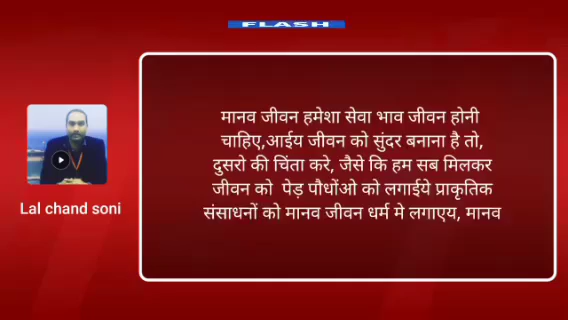 FLASH
मानव जीवन हमेशा सेवा भाव जीवन होनी
चाहिए,आईय जीवन को सुंदर बनाना है तो,
दुसरो की चिंता करे, जैसे कि हम सब मिलकर
जीवन को पेड़ पौधोंओ को लगाईये प्राकृतिक
संसाधनों को मानव जीवन धर्म मे लगाएय, मानव
Lal chand soni